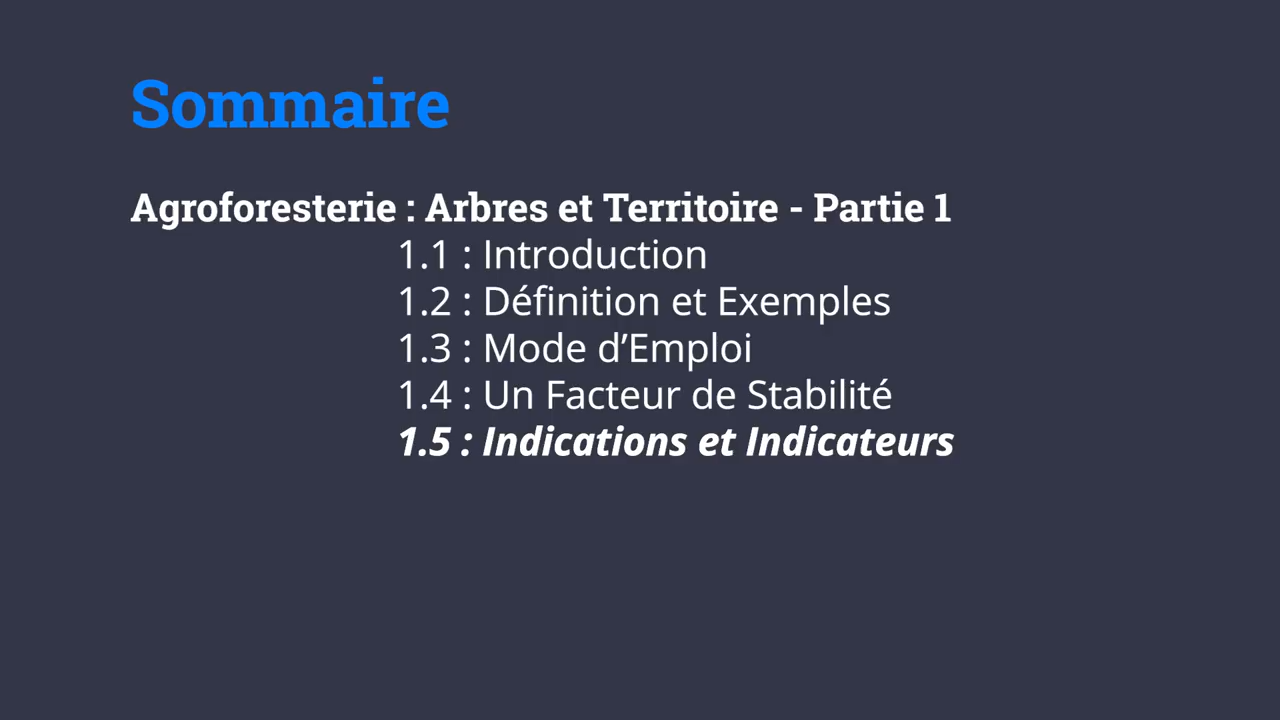 Sommaire
Agroforesterie : Arbres et Territoire - Partie 1
1.1 : Introduction
1.2 : Définition et Exemples
1.3 : Mode d’Emploi
1.4 : Un Facteur de Stabilité
1.5 : Indications et Indicateurs